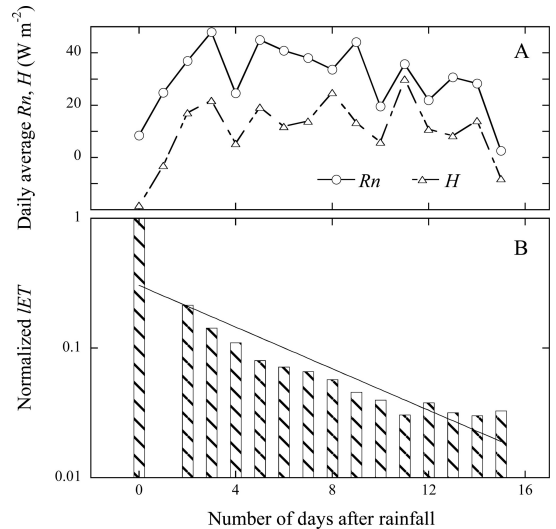 Daily average Rn, H (W m⁻²)
A
40
20
0
Rn
H
B
Normalized lET
1
0.1
0.01
0 4 8 12 16
Number of days after rainfall